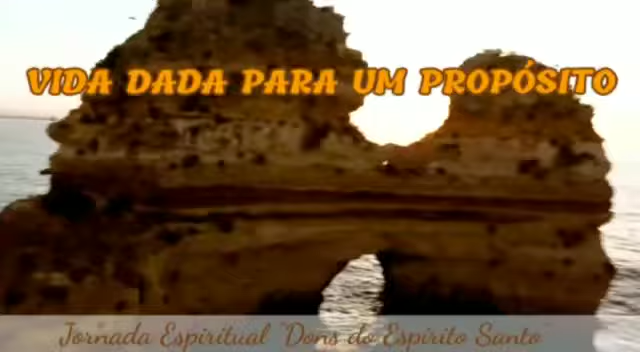 VIDA DADA PARA UM PROPÓSITO
Jornada Espiritual "Dons do Espírito Santo"